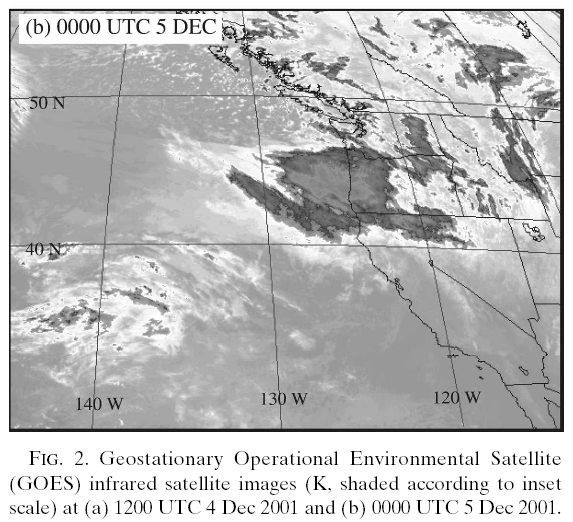 (b) 0000 UTC 5 DEC
50 N
40 N
140 W
130 W
120 W
FIG. 2. Geostationary Operational Environmental Satellite
(GOES) infrared satellite images (K, shaded according to inset
scale) at (a) 1200 UTC 4 Dec 2001 and (b) 0000 UTC 5 Dec 2001.